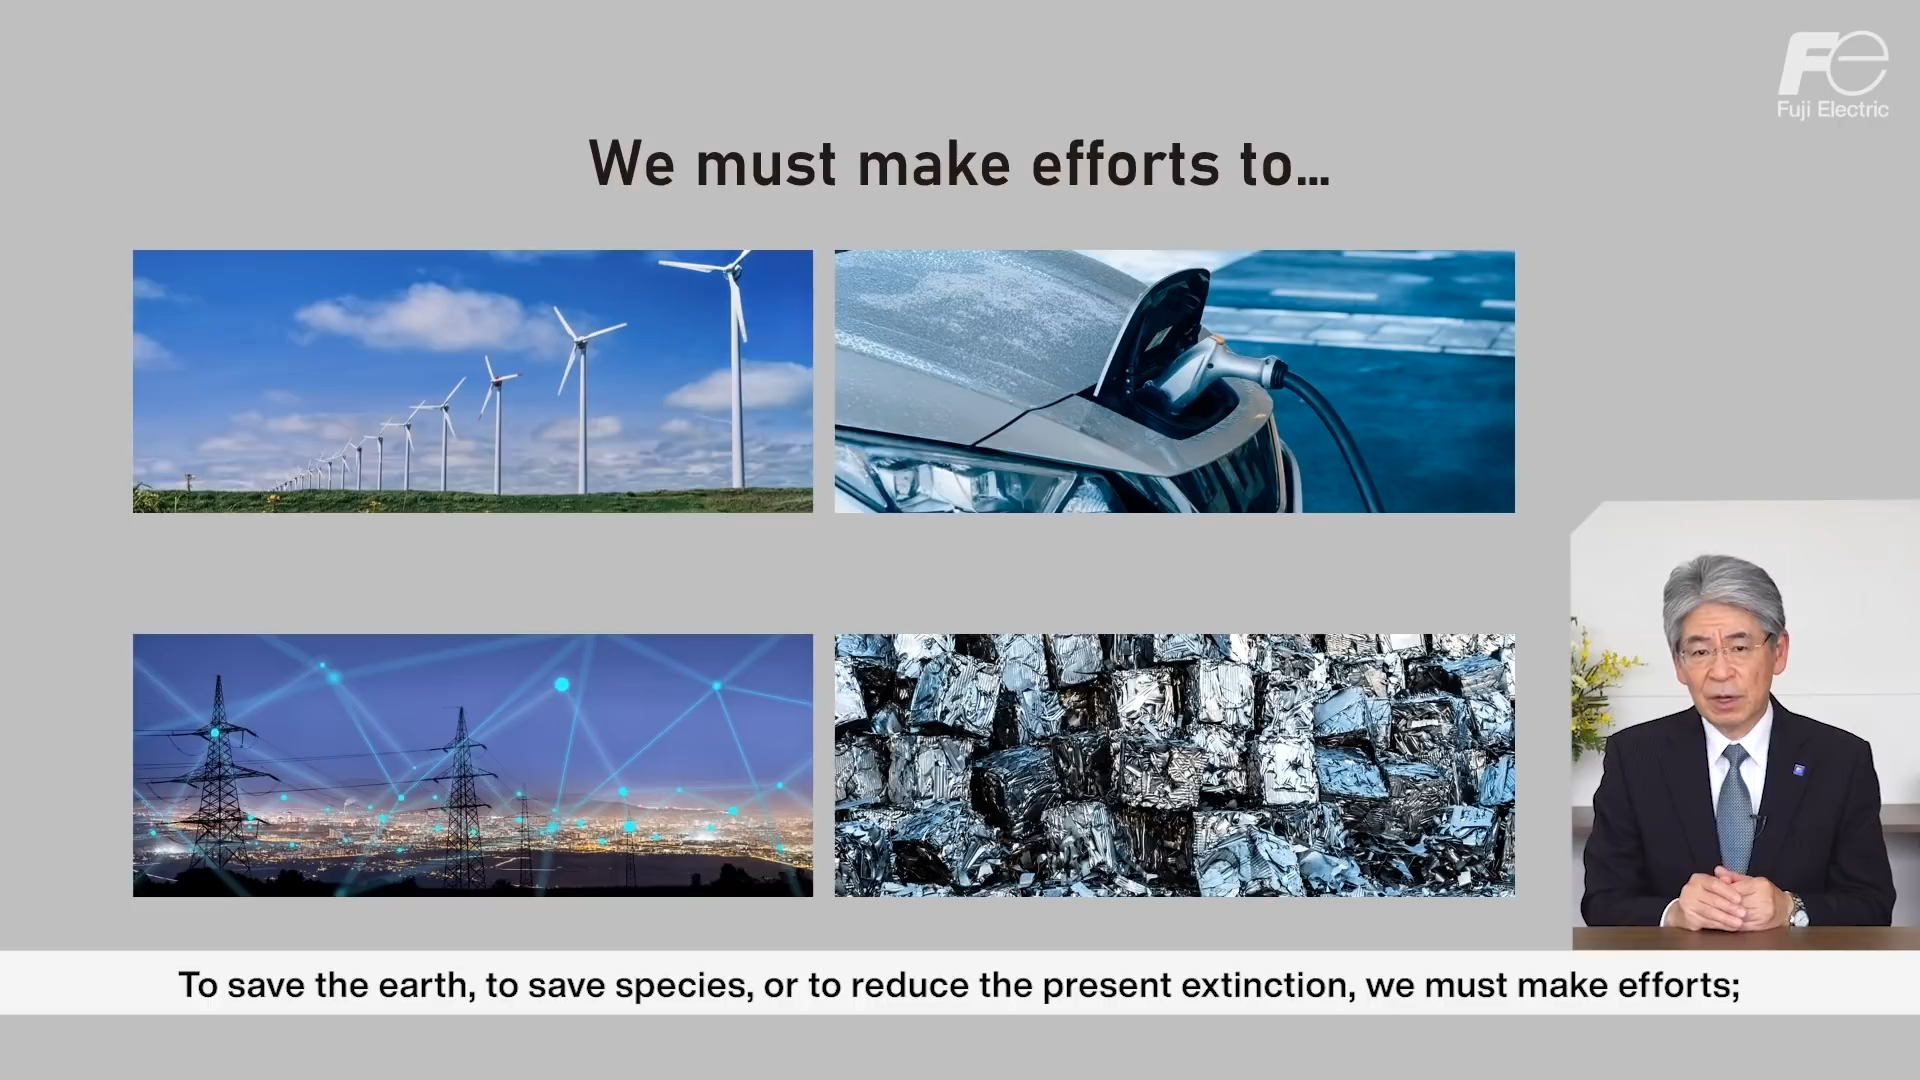 Fe
Fuji Electric
We must make efforts to...
To save the earth, to save species, or to reduce the present extinction, we must make efforts;